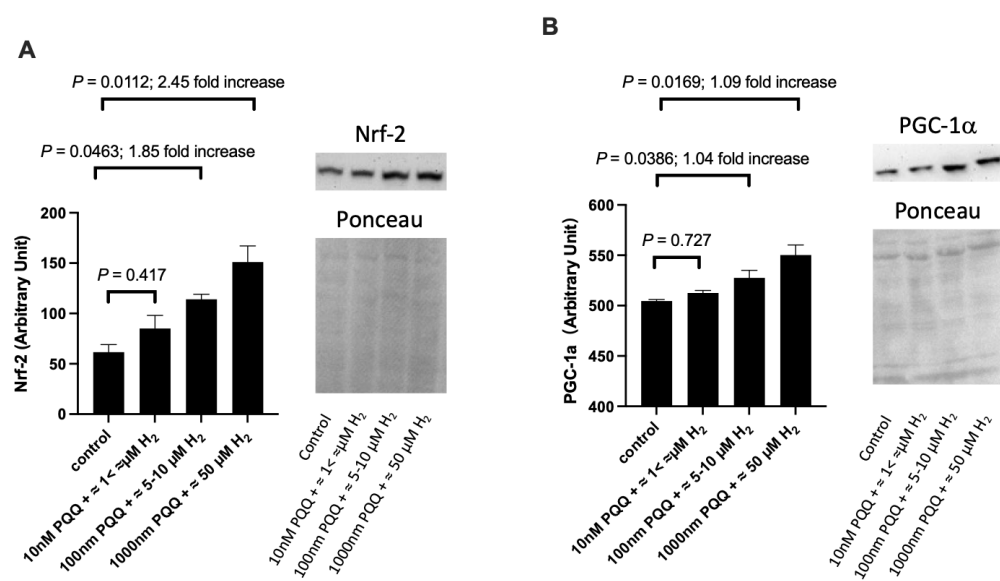 A
P = 0.0112; 2.45 fold increase
P = 0.0463; 1.85 fold increase
P = 0.417
Nrf-2 (Arbitrary Unit)
200
150
100
50
0
control
10nM PQQ + ≈ 1< ≈µM H₂
100nm PQQ + ≈ 5-10 µM H₂
1000nm PQQ + ≈ 50 µM H₂
Nrf-2
Ponceau
Control
10nM PQQ + ≈ 1< ≈µM H₂
100nm PQQ + ≈ 5-10 µM H₂
1000nm PQQ + ≈ 50 µM H₂
B
P = 0.0169; 1.09 fold increase
P = 0.0386; 1.04 fold increase
P = 0.727
PGC-1a (Arbitrary Unit)
600
550
500
450
400
control
10nM PQQ + ≈ 1< ≈µM H₂
100nm PQQ + ≈ 5-10 µM H₂
1000nm PQQ + ≈ 50 µM H₂
PGC-1α
Ponceau
Control
10nM PQQ + ≈ 1< ≈µM H₂
100nm PQQ + ≈ 5-10 µM H₂
1000nm PQQ + ≈ 50 µM H₂